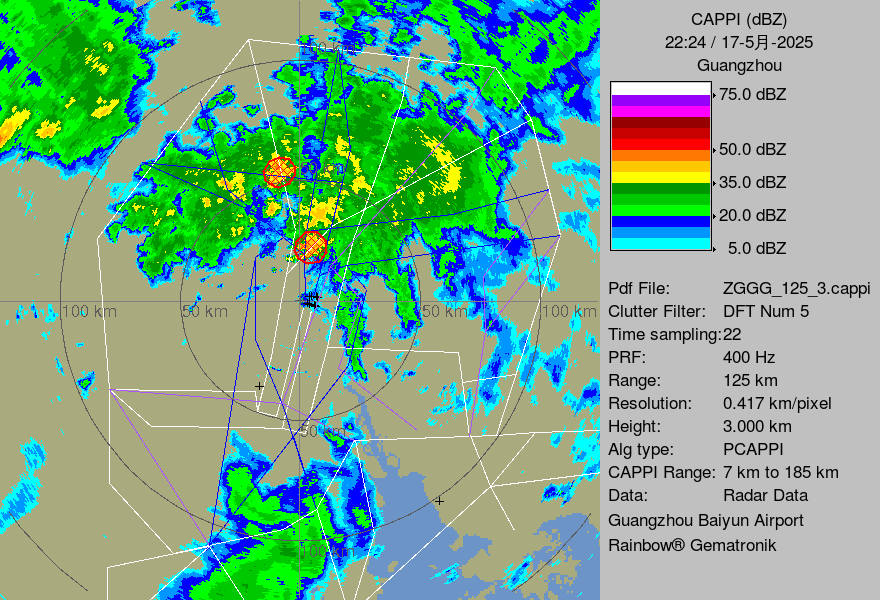 CAPPI (dBZ)
22:24 / 17-5月-2025
Guangzhou
75.0 dBZ
50.0 dBZ
35.0 dBZ
20.0 dBZ
5.0 dBZ
Pdf File: ZGGG_125_3.cappi
Clutter Filter: DFT Num 5
Time sampling:22
PRF: 400 Hz
Range: 125 km
Resolution: 0.417 km/pixel
Height: 3.000 km
Alg type: PCAPPI
CAPPI Range: 7 km to 185 km
Data: Radar Data
Guangzhou Baiyun Airport
Rainbow® Gematronik
100 km
50 km
50 km
100 km
50 km
100 km